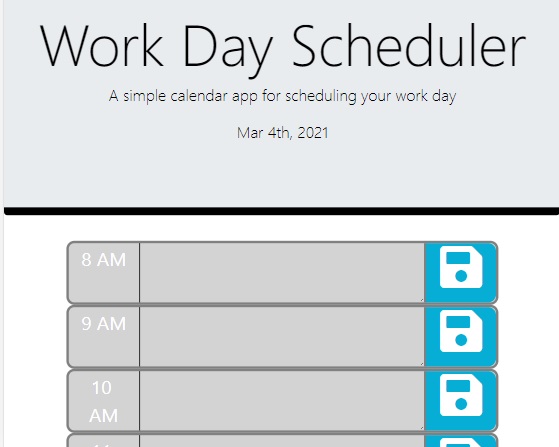 Work Day Scheduler
A simple calendar app for scheduling your work day
Mar 4th, 2021
8 AM
9 AM
10
AM